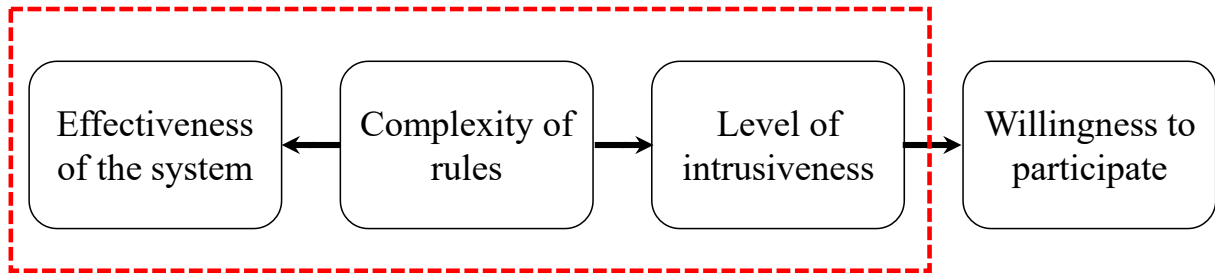 Effectiveness
of the system
Complexity of
rules
Level of
intrusiveness
Willingness to
participate